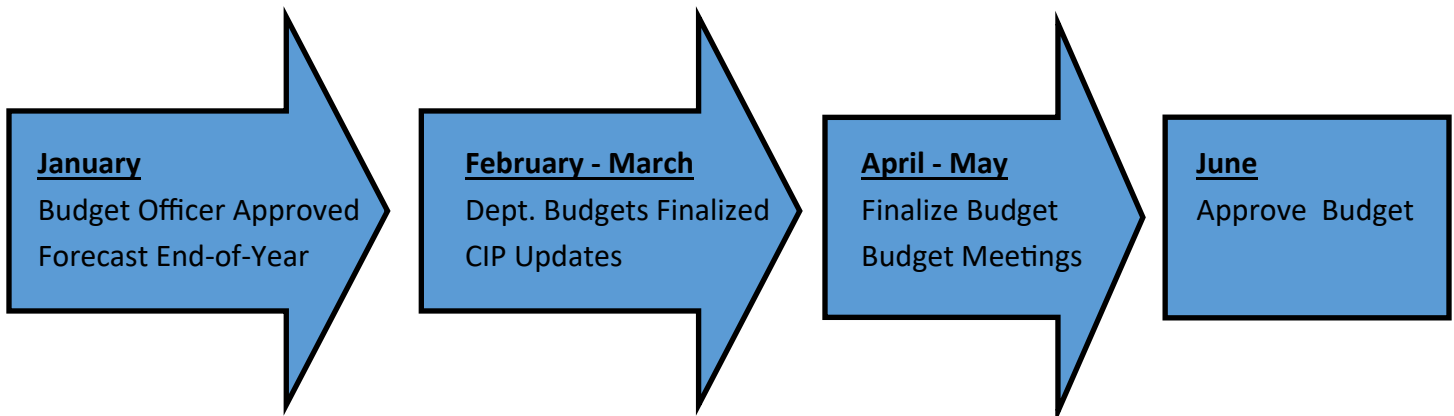 January
Budget Officer Approved
Forecast End-of-Year
February - March
Dept. Budgets Finalized
CIP Updates
April - May
Finalize Budget
Budget Meetings
June
Approve  Budget